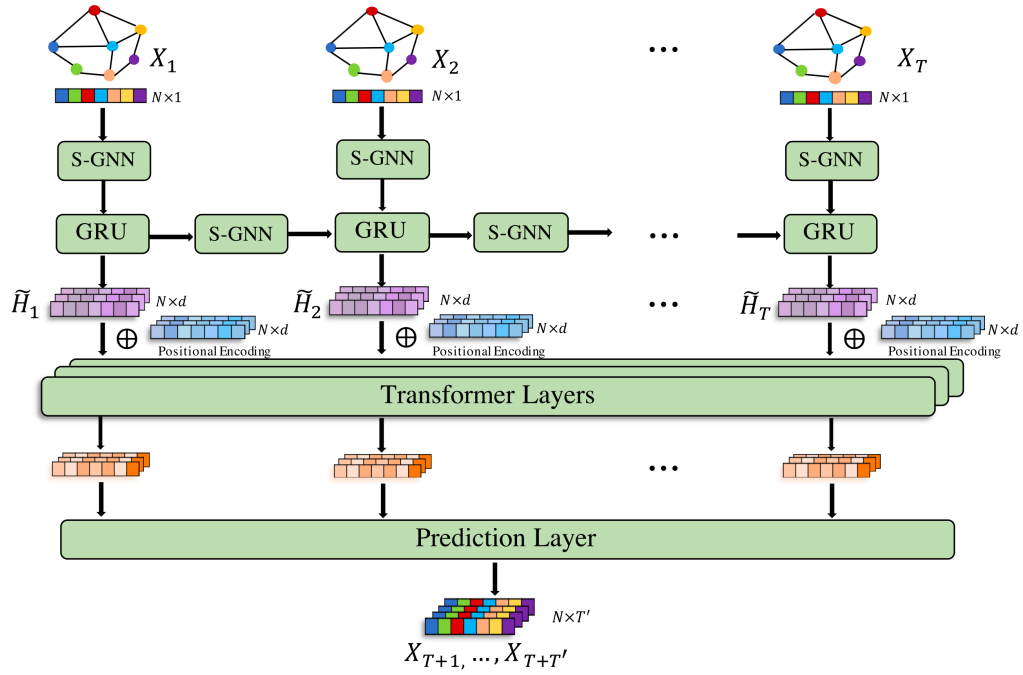 X_1 X_2 ... X_T
N×1 N×1 N×1
S-GNN S-GNN S-GNN
GRU S-GNN GRU S-GNN ... GRU
H̃_1 N×d H̃_2 N×d ... H̃_T N×d
⊕ N×d ⊕ N×d ⊕ N×d
Positional Encoding Positional Encoding Positional Encoding
Transformer Layers
...
Prediction Layer
N×T′
X_{T+1}, ..., X_{T+T′}